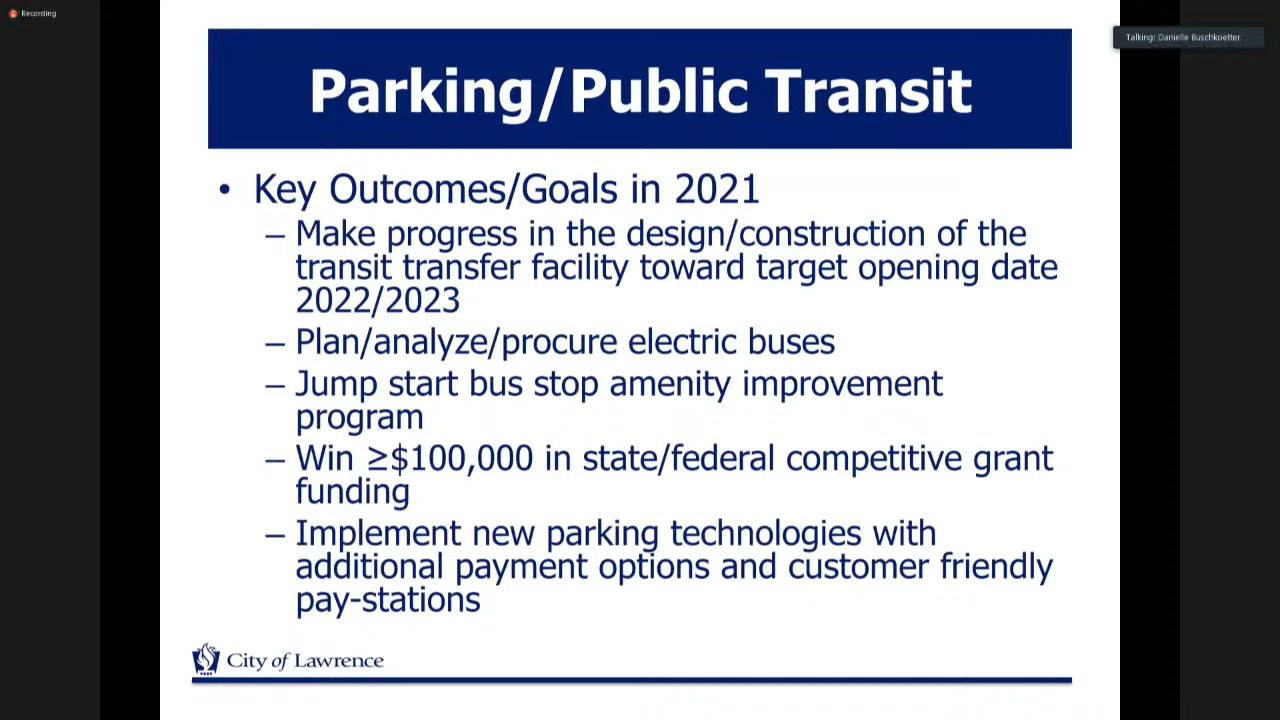 Recording
Talking: Danielle Buschkoetter
Parking/Public Transit
• Key Outcomes/Goals in 2021
– Make progress in the design/construction of the
transit transfer facility toward target opening date
2022/2023
– Plan/analyze/procure electric buses
– Jump start bus stop amenity improvement
program
– Win ≥$100,000 in state/federal competitive grant
funding
– Implement new parking technologies with
additional payment options and customer friendly
pay-stations
City of Lawrence